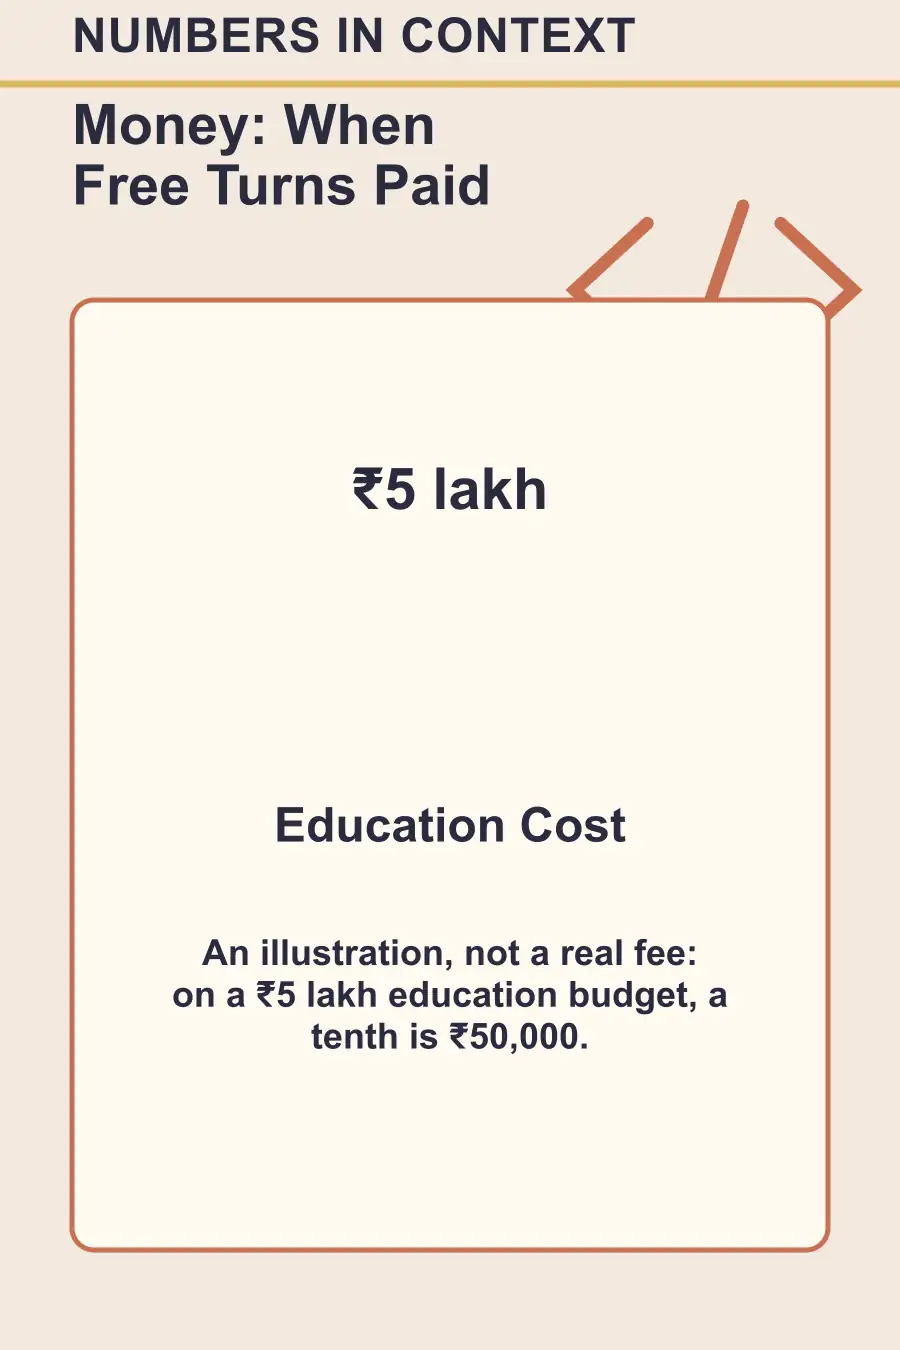 NUMBERS IN CONTEXT
Money: When
Free Turns Paid
₹5 lakh
Education Cost
An illustration, not a real fee:
on a ₹5 lakh education budget, a
tenth is ₹50,000.